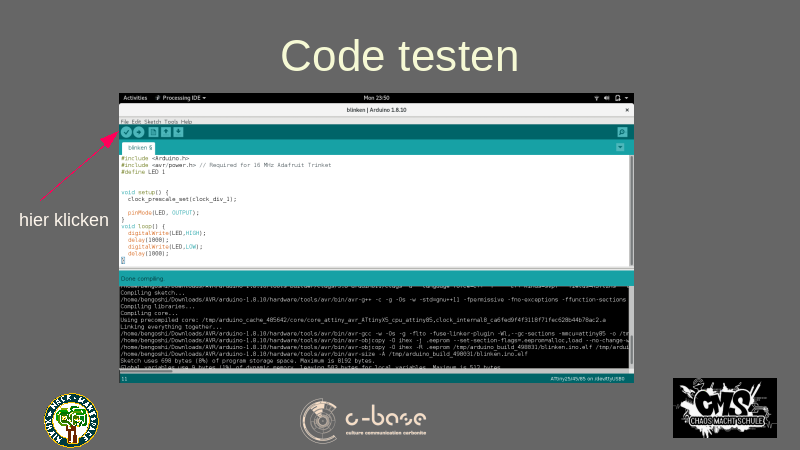 Code testen
Activities Processing IDE Mon 23:50
blinken | Arduino 1.8.10
File Edit Sketch Tools Help
blinken §
#include <Arduino.h>
#include <avr/power.h> // Required for 16 MHz Adafruit Trinket
#define LED 1
void setup() {
clock_prescale_set(clock_div_1);
pinMode(LED, OUTPUT);
}
void loop() {
digitalWrite(LED,HIGH);
delay(1000);
digitalWrite(LED,LOW);
delay(1000);
}
hier klicken
Done compiling.
Compiling sketch...
/home/bengoshi/Downloads/AVR/arduino-1.8.10/hardware/tools/avr/bin/avr-g++ -c -g -Os -w -std=gnu++11 -fpermissive -fno-exceptions -ffunction-sections
Compiling libraries...
Compiling core...
Using precompiled core:
Linking everything together...
/home/bengoshi/Downloads/AVR/arduino-1.8.10/hardware/tools/avr/bin/avr-gcc -w -Os -g -flto -fuse-linker-plugin -Wl,--gc-sections -mmcu=attiny85 -o
/home/bengoshi/Downloads/AVR/arduino-1.8.10/hardware/tools/avr/bin/avr-objcopy -O ihex -j .eeprom --set-section-flags=.eeprom=alloc,load
/home/bengoshi/Downloads/AVR/arduino-1.8.10/hardware/tools/avr/bin/avr-objcopy -O ihex -R .eeprom /tmp/arduino_build_498031/blinken.ino.elf
/home/bengoshi/Downloads/AVR/arduino-1.8.10/hardware/tools/avr/bin/avr-size -A /tmp/arduino_build_498031/blinken.ino.elf
Sketch uses 698 bytes (8%) of program storage space. Maximum is 8192 bytes.
Global variables use 9 bytes (1%) of dynamic memory, leaving 503 bytes for local variables. Maximum is 512 bytes.
11
ATtiny25/45/85 on /dev/ttyUSB0
c-base
culture communication carbonite
CMS
CHAOS MACHT SCHULE